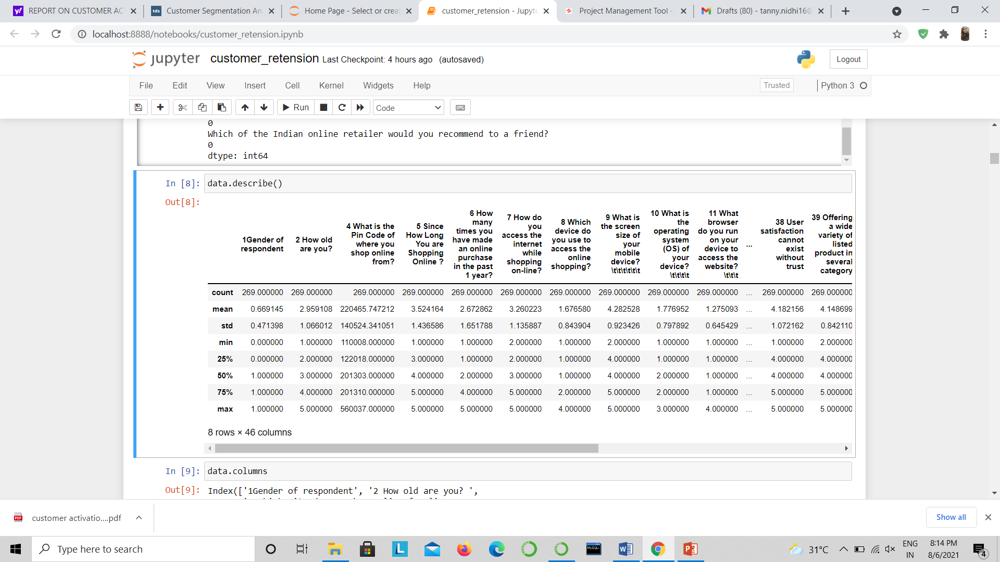 REPORT ON CUSTOMER AC
Customer Segmentation An
Home Page - Select or creat
customer_retension - Jupyte
Project Management Tool -
Drafts (80) - tanny.nidhi16@
localhost:8888/notebooks/customer_retension.ipynb
jupyter customer_retension Last Checkpoint: 4 hours ago (autosaved)
Logout
File Edit View Insert Cell Kernel Widgets Help
Trusted
Python 3
Run
Code
0
Which of the Indian online retailer would you recommend to a friend?
0
dtype: int64
In [8]: data.describe()
Out[8]:
1Gender of
respondent
2 How old
are you?
4 What is the
Pin Code of
where you
shop online
from?
5 Since
How Long
You are
Shopping
Online ?
6 How
many
times you
have made
an online
purchase
in the past
1 year?
7 How do
you
access the
internet
while
shopping
on-line?
8 Which
device do
you use to
access the
online
shopping?
9 What is
the screen
size of
your
mobile
device?
\t\t\t\t\t\t
10 What is
the
operating
system
(OS) of
your
device?
\t\t\t\t
11 What
browser
do you run
on your
device to
access the
website?
\t\t\t
...
38 User
satisfaction
cannot
exist
without
trust
39 Offering
a wide
variety of
listed
product in
several
category
count 269.000000 269.000000 269.000000 269.000000 269.000000 269.000000 269.000000 269.000000 269.000000 269.000000 ... 269.000000 269.000000
mean 0.669145 2.959108 220465.747212 3.524164 2.672862 3.260223 1.676580 4.282528 1.776952 1.275093 ... 4.182156 4.148699
std 0.471398 1.066012 140524.341051 1.436586 1.651788 1.135887 0.843904 0.923426 0.797892 0.645429 ... 1.072162 0.842110
min 0.000000 1.000000 110008.000000 1.000000 1.000000 2.000000 1.000000 2.000000 1.000000 1.000000 ... 1.000000 2.000000
25% 0.000000 2.000000 122018.000000 3.000000 1.000000 2.000000 1.000000 4.000000 1.000000 1.000000 ... 4.000000 4.000000
50% 1.000000 3.000000 201303.000000 4.000000 2.000000 3.000000 1.000000 4.000000 2.000000 1.000000 ... 4.000000 4.000000
75% 1.000000 4.000000 201310.000000 5.000000 4.000000 5.000000 2.000000 5.000000 2.000000 1.000000 ... 5.000000 5.000000
max 1.000000 5.000000 560037.000000 5.000000 5.000000 5.000000 4.000000 5.000000 3.000000 4.000000 ... 5.000000 5.000000
8 rows × 46 columns
In [9]: data.columns
Out[9]: Index(['1Gender of respondent', '2 How old are you? ',
customer activatio....pdf
Show all
Type here to search
31°C
ENG
IN
8:14 PM
8/6/2021
4